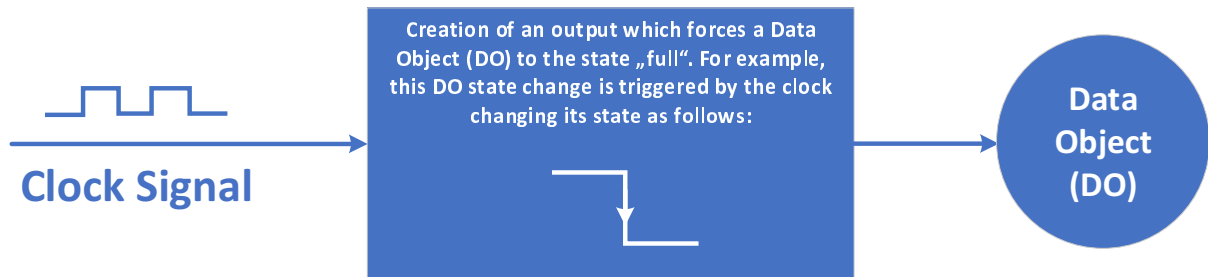 Creation of an output which forces a Data
Object (DO) to the state „full“. For example,
this DO state change is triggered by the clock
changing its state as follows:
Clock Signal
Data
Object
(DO)